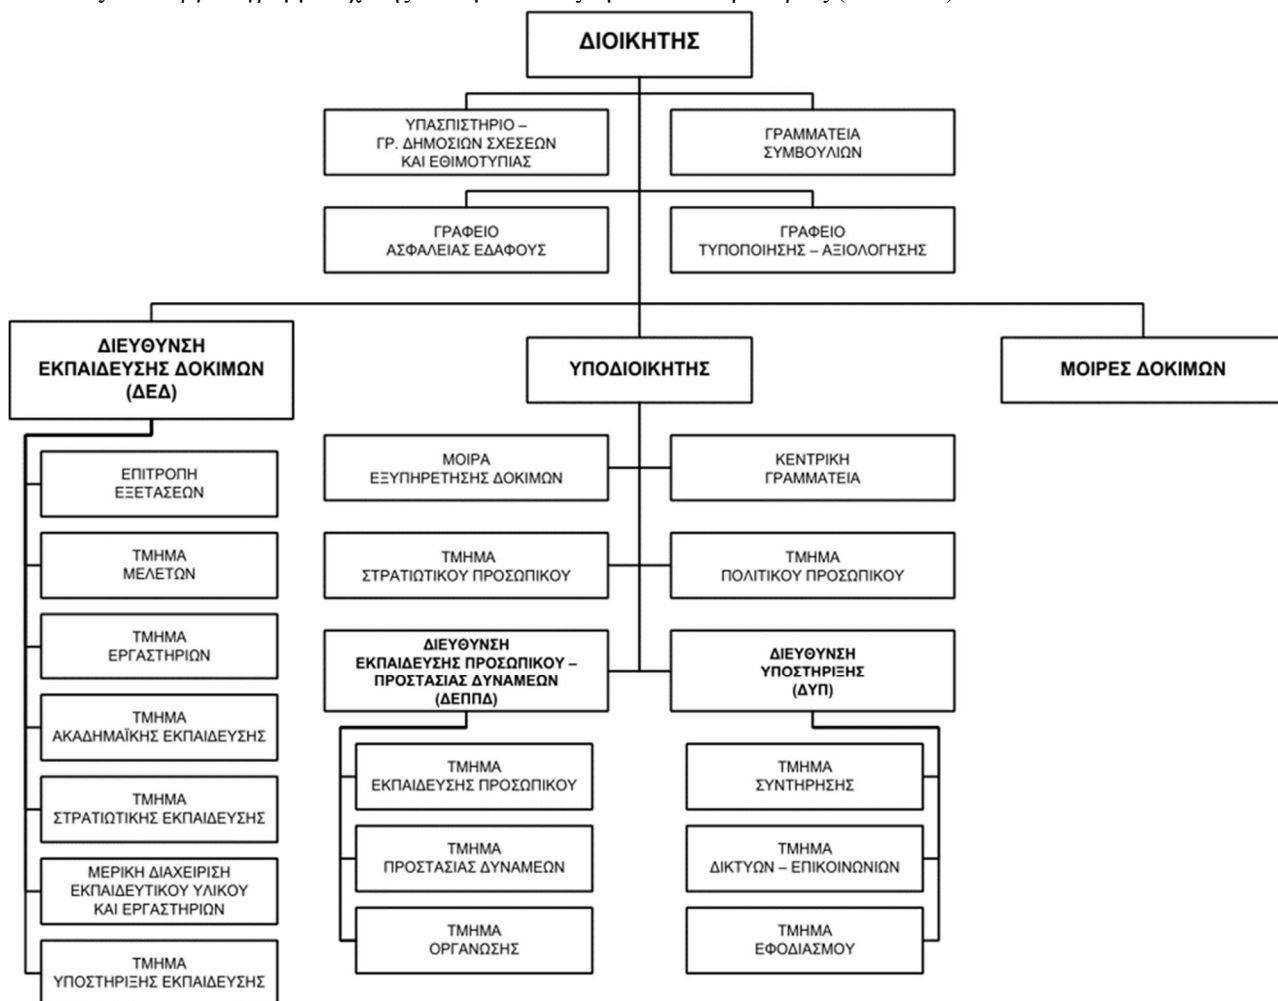 ΔΙΟΙΚΗΤΗΣ
ΥΠΑΣΠΙΣΤΗΡΙΟ –
ΓΡ. ΔΗΜΟΣΙΩΝ ΣΧΕΣΕΩΝ
ΚΑΙ ΕΘΙΜΟΤΥΠΙΑΣ
ΓΡΑΜΜΑΤΕΙΑ
ΣΥΜΒΟΥΛΙΩΝ
ΓΡΑΦΕΙΟ
ΑΣΦΑΛΕΙΑΣ ΕΔΑΦΟΥΣ
ΓΡΑΦΕΙΟ
ΤΥΠΟΠΟΙΗΣΗΣ – ΑΞΙΟΛΟΓΗΣΗΣ
ΔΙΕΥΘΥΝΣΗ
ΕΚΠΑΙΔΕΥΣΗΣ ΔΟΚΙΜΩΝ
(ΔΕΔ)
ΥΠΟΔΙΟΙΚΗΤΗΣ
ΜΟΙΡΕΣ ΔΟΚΙΜΩΝ
ΕΠΙΤΡΟΠΗ
ΕΞΕΤΑΣΕΩΝ
ΤΜΗΜΑ
ΜΕΛΕΤΩΝ
ΤΜΗΜΑ
ΕΡΓΑΣΤΗΡΙΩΝ
ΤΜΗΜΑ
ΑΚΑΔΗΜΑΪΚΗΣ ΕΚΠΑΙΔΕΥΣΗΣ
ΤΜΗΜΑ
ΣΤΡΑΤΙΩΤΙΚΗΣ ΕΚΠΑΙΔΕΥΣΗΣ
ΜΕΡΙΚΗ ΔΙΑΧΕΙΡΙΣΗ
ΕΚΠΑΙΔΕΥΤΙΚΟΥ ΥΛΙΚΟΥ
ΚΑΙ ΕΡΓΑΣΤΗΡΙΩΝ
ΤΜΗΜΑ
ΥΠΟΣΤΗΡΙΞΗΣ ΕΚΠΑΙΔΕΥΣΗΣ
ΜΟΙΡΑ
ΕΞΥΠΗΡΕΤΗΣΗΣ ΔΟΚΙΜΩΝ
ΚΕΝΤΡΙΚΗ
ΓΡΑΜΜΑΤΕΙΑ
ΤΜΗΜΑ
ΣΤΡΑΤΙΩΤΙΚΟΥ ΠΡΟΣΩΠΙΚΟΥ
ΤΜΗΜΑ
ΠΟΛΙΤΙΚΟΥ ΠΡΟΣΩΠΙΚΟΥ
ΔΙΕΥΘΥΝΣΗ
ΕΚΠΑΙΔΕΥΣΗΣ ΠΡΟΣΩΠΙΚΟΥ –
ΠΡΟΣΤΑΣΙΑΣ ΔΥΝΑΜΕΩΝ
(ΔΕΠΠΔ)
ΔΙΕΥΘΥΝΣΗ
ΥΠΟΣΤΗΡΙΞΗΣ
(ΔΥΠ)
ΤΜΗΜΑ
ΕΚΠΑΙΔΕΥΣΗΣ ΠΡΟΣΩΠΙΚΟΥ
ΤΜΗΜΑ
ΠΡΟΣΤΑΣΙΑΣ ΔΥΝΑΜΕΩΝ
ΤΜΗΜΑ
ΟΡΓΑΝΩΣΗΣ
ΤΜΗΜΑ
ΣΥΝΤΗΡΗΣΗΣ
ΤΜΗΜΑ
ΔΙΚΤΥΩΝ – ΕΠΙΚΟΙΝΩΝΙΩΝ
ΤΜΗΜΑ
ΕΦΟΔΙΑΣΜΟΥ